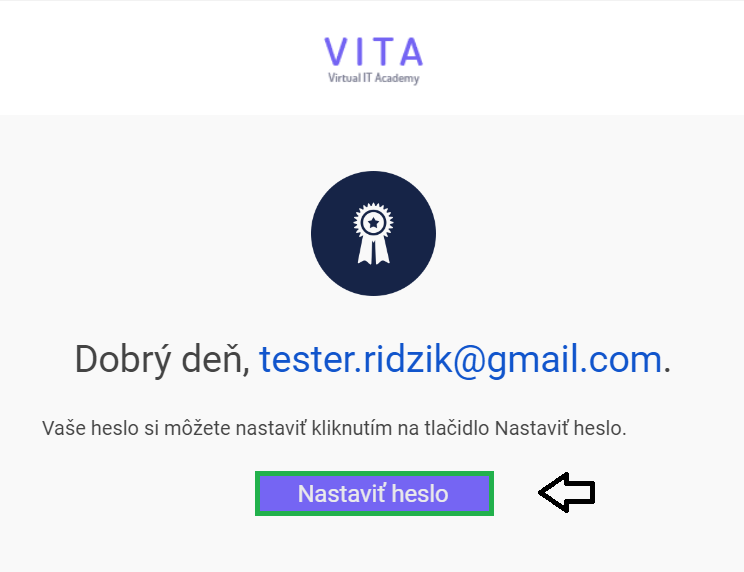 VITA
Virtual IT Academy
Dobrý deň, tester.ridzik@gmail.com.
Vaše heslo si môžete nastaviť kliknutím na tlačidlo Nastaviť heslo.
Nastaviť heslo